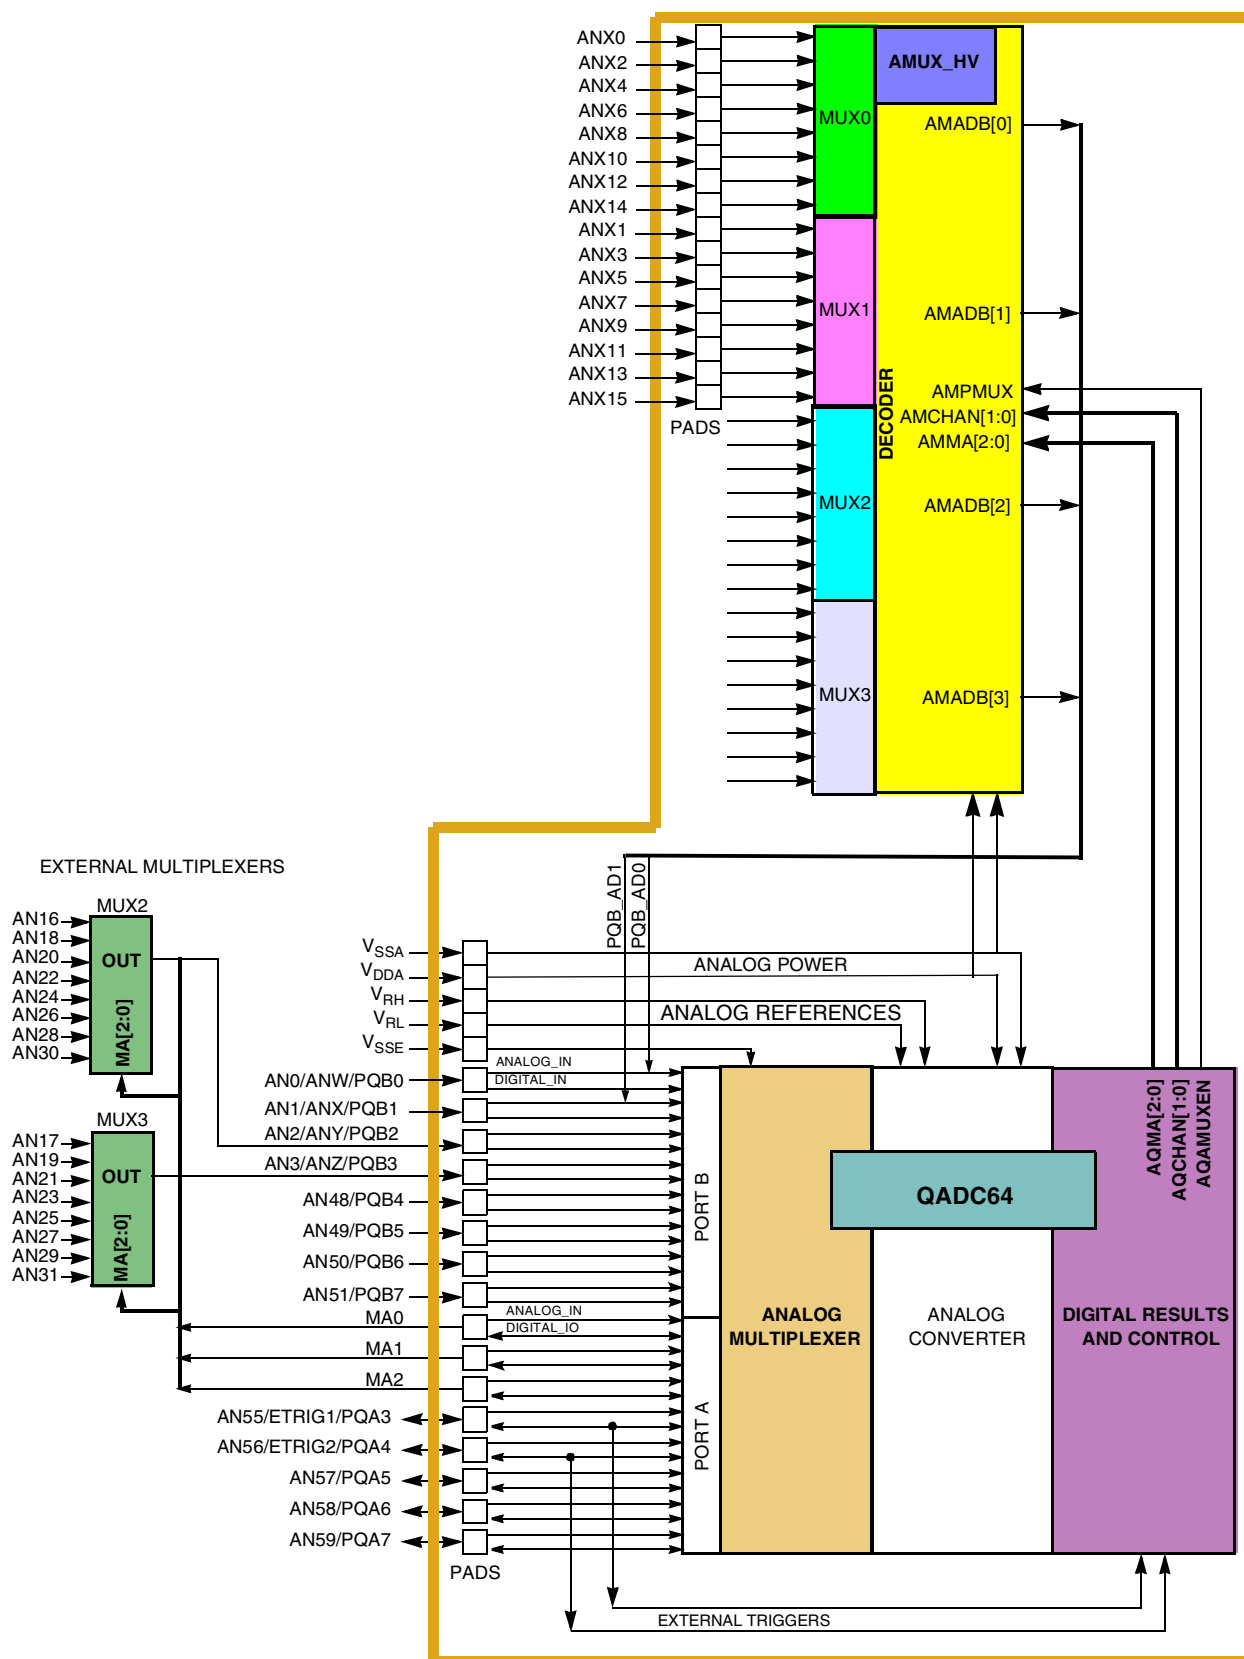 ANX0
ANX2
ANX4
ANX6
ANX8
ANX10
ANX12
ANX14
ANX1
ANX3
ANX5
ANX7
ANX9
ANX11
ANX13
ANX15
PADS
MUX0
MUX1
MUX2
MUX3
AMUX_HV
DECODER
AMADB[0]
AMADB[1]
AMPMUX
AMCHAN[1:0]
AMMA[2:0]
AMADB[2]
AMADB[3]
EXTERNAL MULTIPLEXERS
MUX2
AN16
AN18
AN20
AN22
AN24
AN26
AN28
AN30
OUT
MA[2:0]
MUX3
AN17
AN19
AN21
AN23
AN25
AN27
AN29
AN31
OUT
MA[2:0]
PQB_AD1
PQB_AD0
VSSA
VDDA
VRH
VRL
VSSE
ANALOG POWER
ANALOG REFERENCES
ANALOG_IN
DIGITAL_IN
AN0/ANW/PQB0
AN1/ANX/PQB1
AN2/ANY/PQB2
AN3/ANZ/PQB3
AN48/PQB4
AN49/PQB5
AN50/PQB6
AN51/PQB7
MA0
MA1
MA2
ANALOG_IN
DIGITAL_IO
AN55/ETRIG1/PQA3
AN56/ETRIG2/PQA4
AN57/PQA5
AN58/PQA6
AN59/PQA7
PADS
PORT B
PORT A
QADC64
ANALOG
MULTIPLEXER
ANALOG
CONVERTER
DIGITAL RESULTS
AND CONTROL
AQMA[2:0]
AQCHAN[1:0]
AQAMUXEN
EXTERNAL TRIGGERS